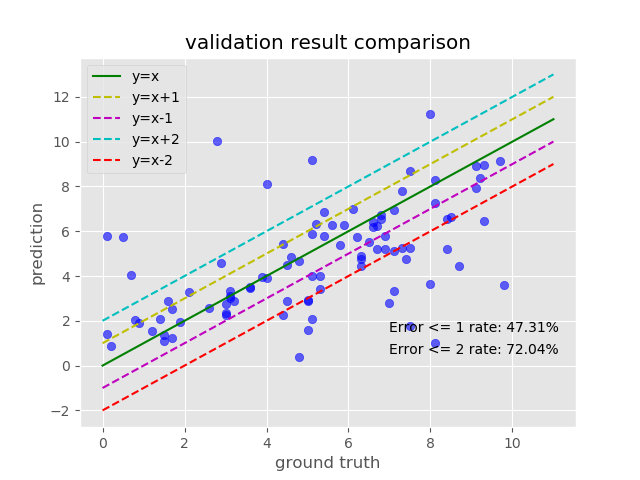 validation result comparison
y=x
y=x+1
y=x-1
y=x+2
y=x-2
12
10
8
6
4
2
0
−2
prediction
Error <= 1 rate: 47.31%
Error <= 2 rate: 72.04%
0 2 4 6 8 10
ground truth